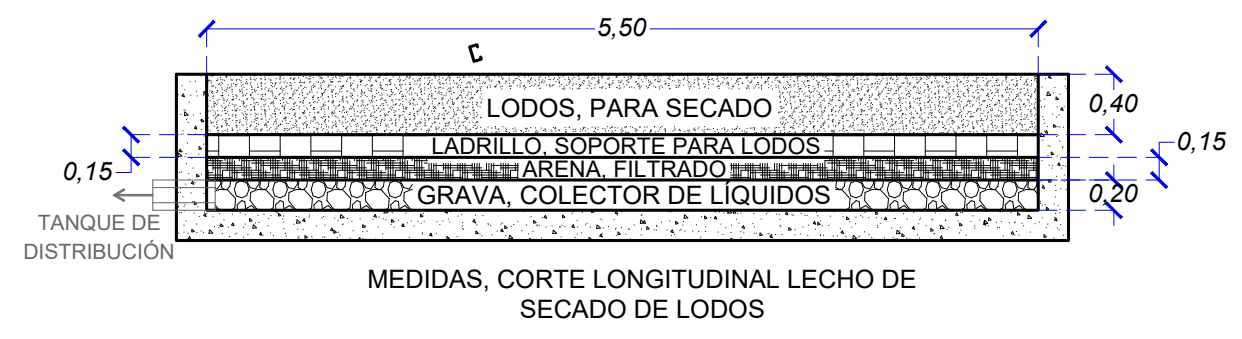 5,50
C
LODOS, PARA SECADO
0,40
LADRILLO, SOPORTE PARA LODOS
0,15
0,15
ARENA, FILTRADO
GRAVA, COLECTOR DE LÍQUIDOS
0,20
TANQUE DE
DISTRIBUCIÓN
MEDIDAS, CORTE LONGITUDINAL LECHO DE
SECADO DE LODOS